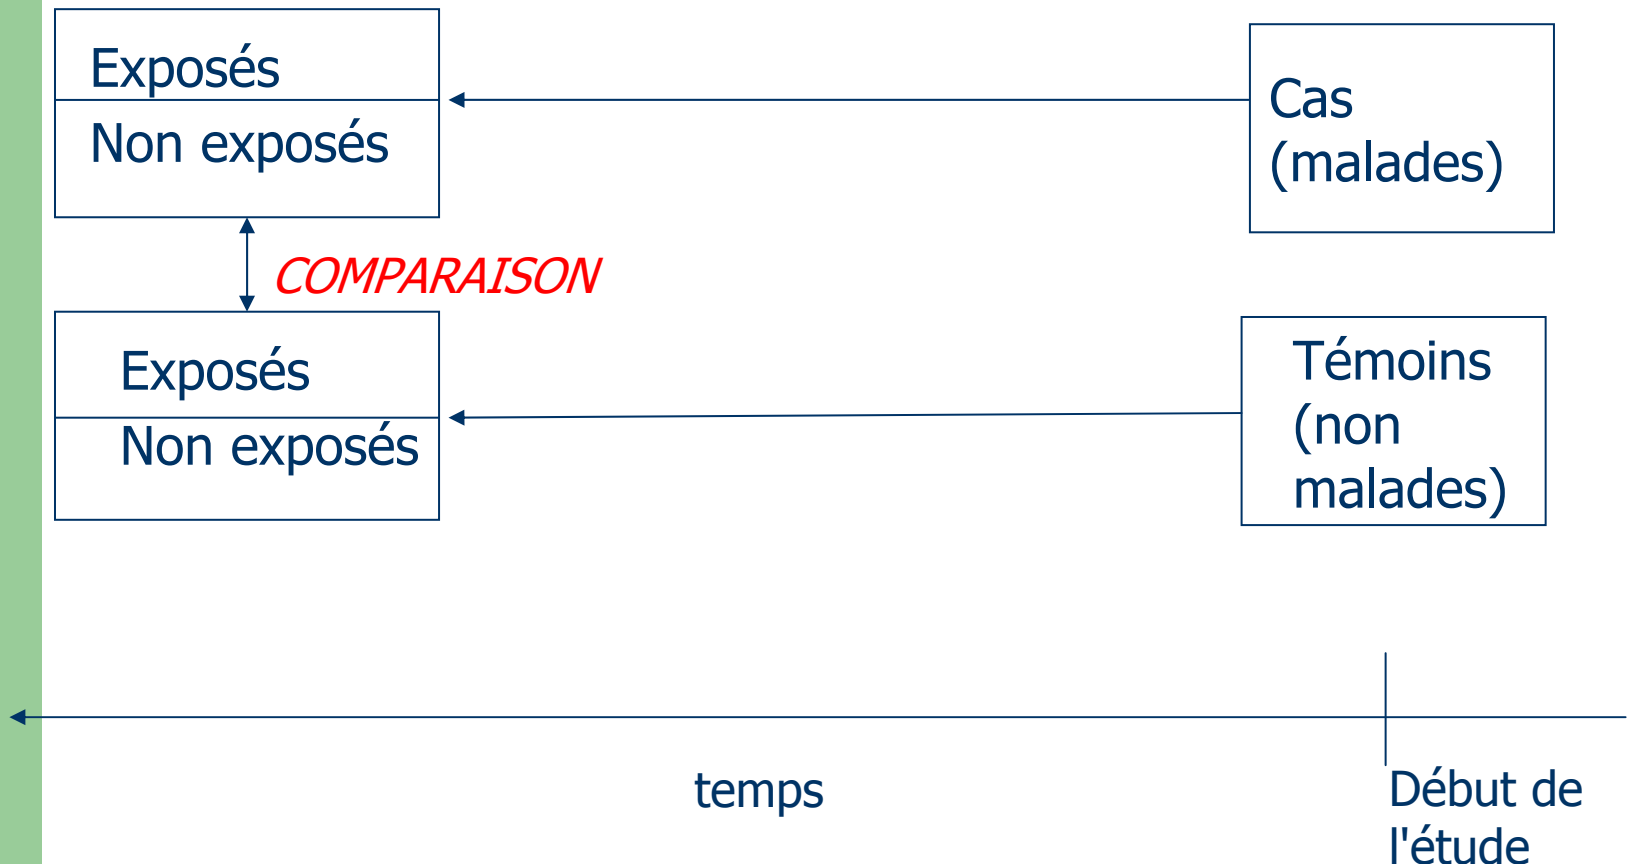 Exposés
Non exposés
Cas
(malades)
COMPARAISON
Exposés
Non exposés
Témoins
(non
malades)
temps
Début de
l'étude